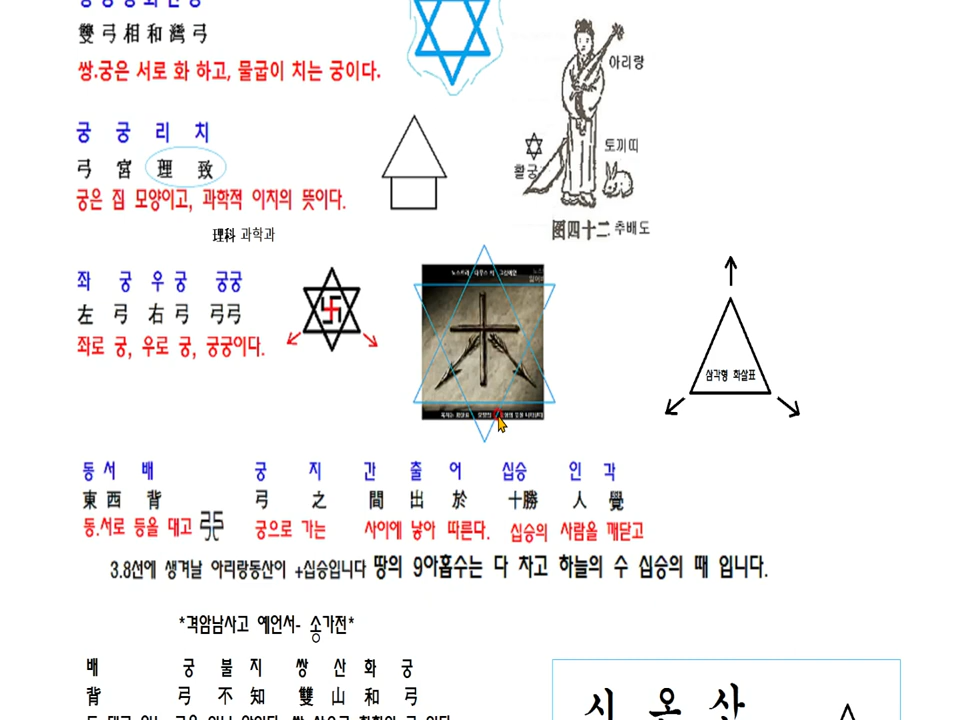 雙弓相和灣弓
쌍.궁은 서로 화 하고, 물굽이 치는 궁이다.
아리랑
궁 궁 리 치
弓 宮 理 致
궁은 집 모양이고, 과학적 이치의 뜻이다.
理科 과학과
토끼띠
활궁
図四十二 추배도
좌 궁 우 궁 궁궁
左 弓 右 弓 弓弓
좌로 궁, 우로 궁, 궁궁이다.
삼각형 화살표
동 서 배 궁 지 간 출 어 십승 인 각
東 西 背 弓 之 間 出 於 十勝 人 覺
동.서로 등을 대고 궁으로 가는 사이에 낳아 따른다. 십승의 사람을 깨닫고
3.8선에 생겨날 아리랑동산이 +십승입니다 땅의 9아홉수는 다 차고 하늘의 수 십승의 때 입니다.
*격암남사고 예언서- 송가전*
배 궁 불 지 쌍 산 화 궁
背 弓 不 知 雙 山 和 弓